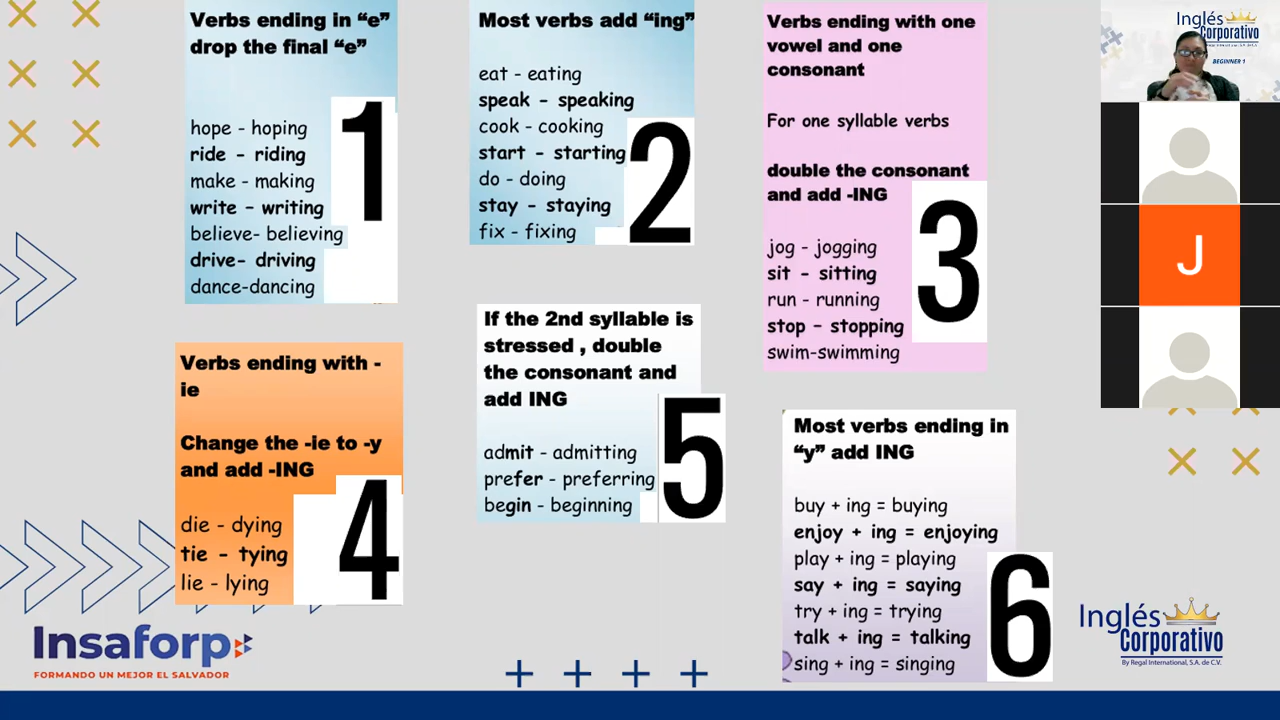 Verbs ending in “e”
drop the final “e”
hope - hoping
ride - riding
make - making
write - writing
believe- believing
drive- driving
dance-dancing
1
Most verbs add “ing”
eat - eating
speak - speaking
cook - cooking
start - starting
do - doing
stay - staying
fix - fixing
2
Verbs ending with one
vowel and one
consonant
For one syllable verbs
double the consonant
and add -ING
jog - jogging
sit - sitting
run - running
stop - stopping
swim-swimming
3
Verbs ending with -
ie
Change the -ie to -y
and add -ING
die - dying
tie - tying
lie - lying
4
If the 2nd syllable is
stressed , double
the consonant and
add ING
admit - admitting
prefer - preferring
begin - beginning
5
Most verbs ending in
“y” add ING
buy + ing = buying
enjoy + ing = enjoying
play + ing = playing
say + ing = saying
try + ing = trying
talk + ing = talking
sing + ing = singing
6
Inglés
Corporativo
BEGINNER 1
J
Insaforp
FORMANDO UN MEJOR EL SALVADOR
Inglés
Corporativo
By Regal International, S.A. de C.V.